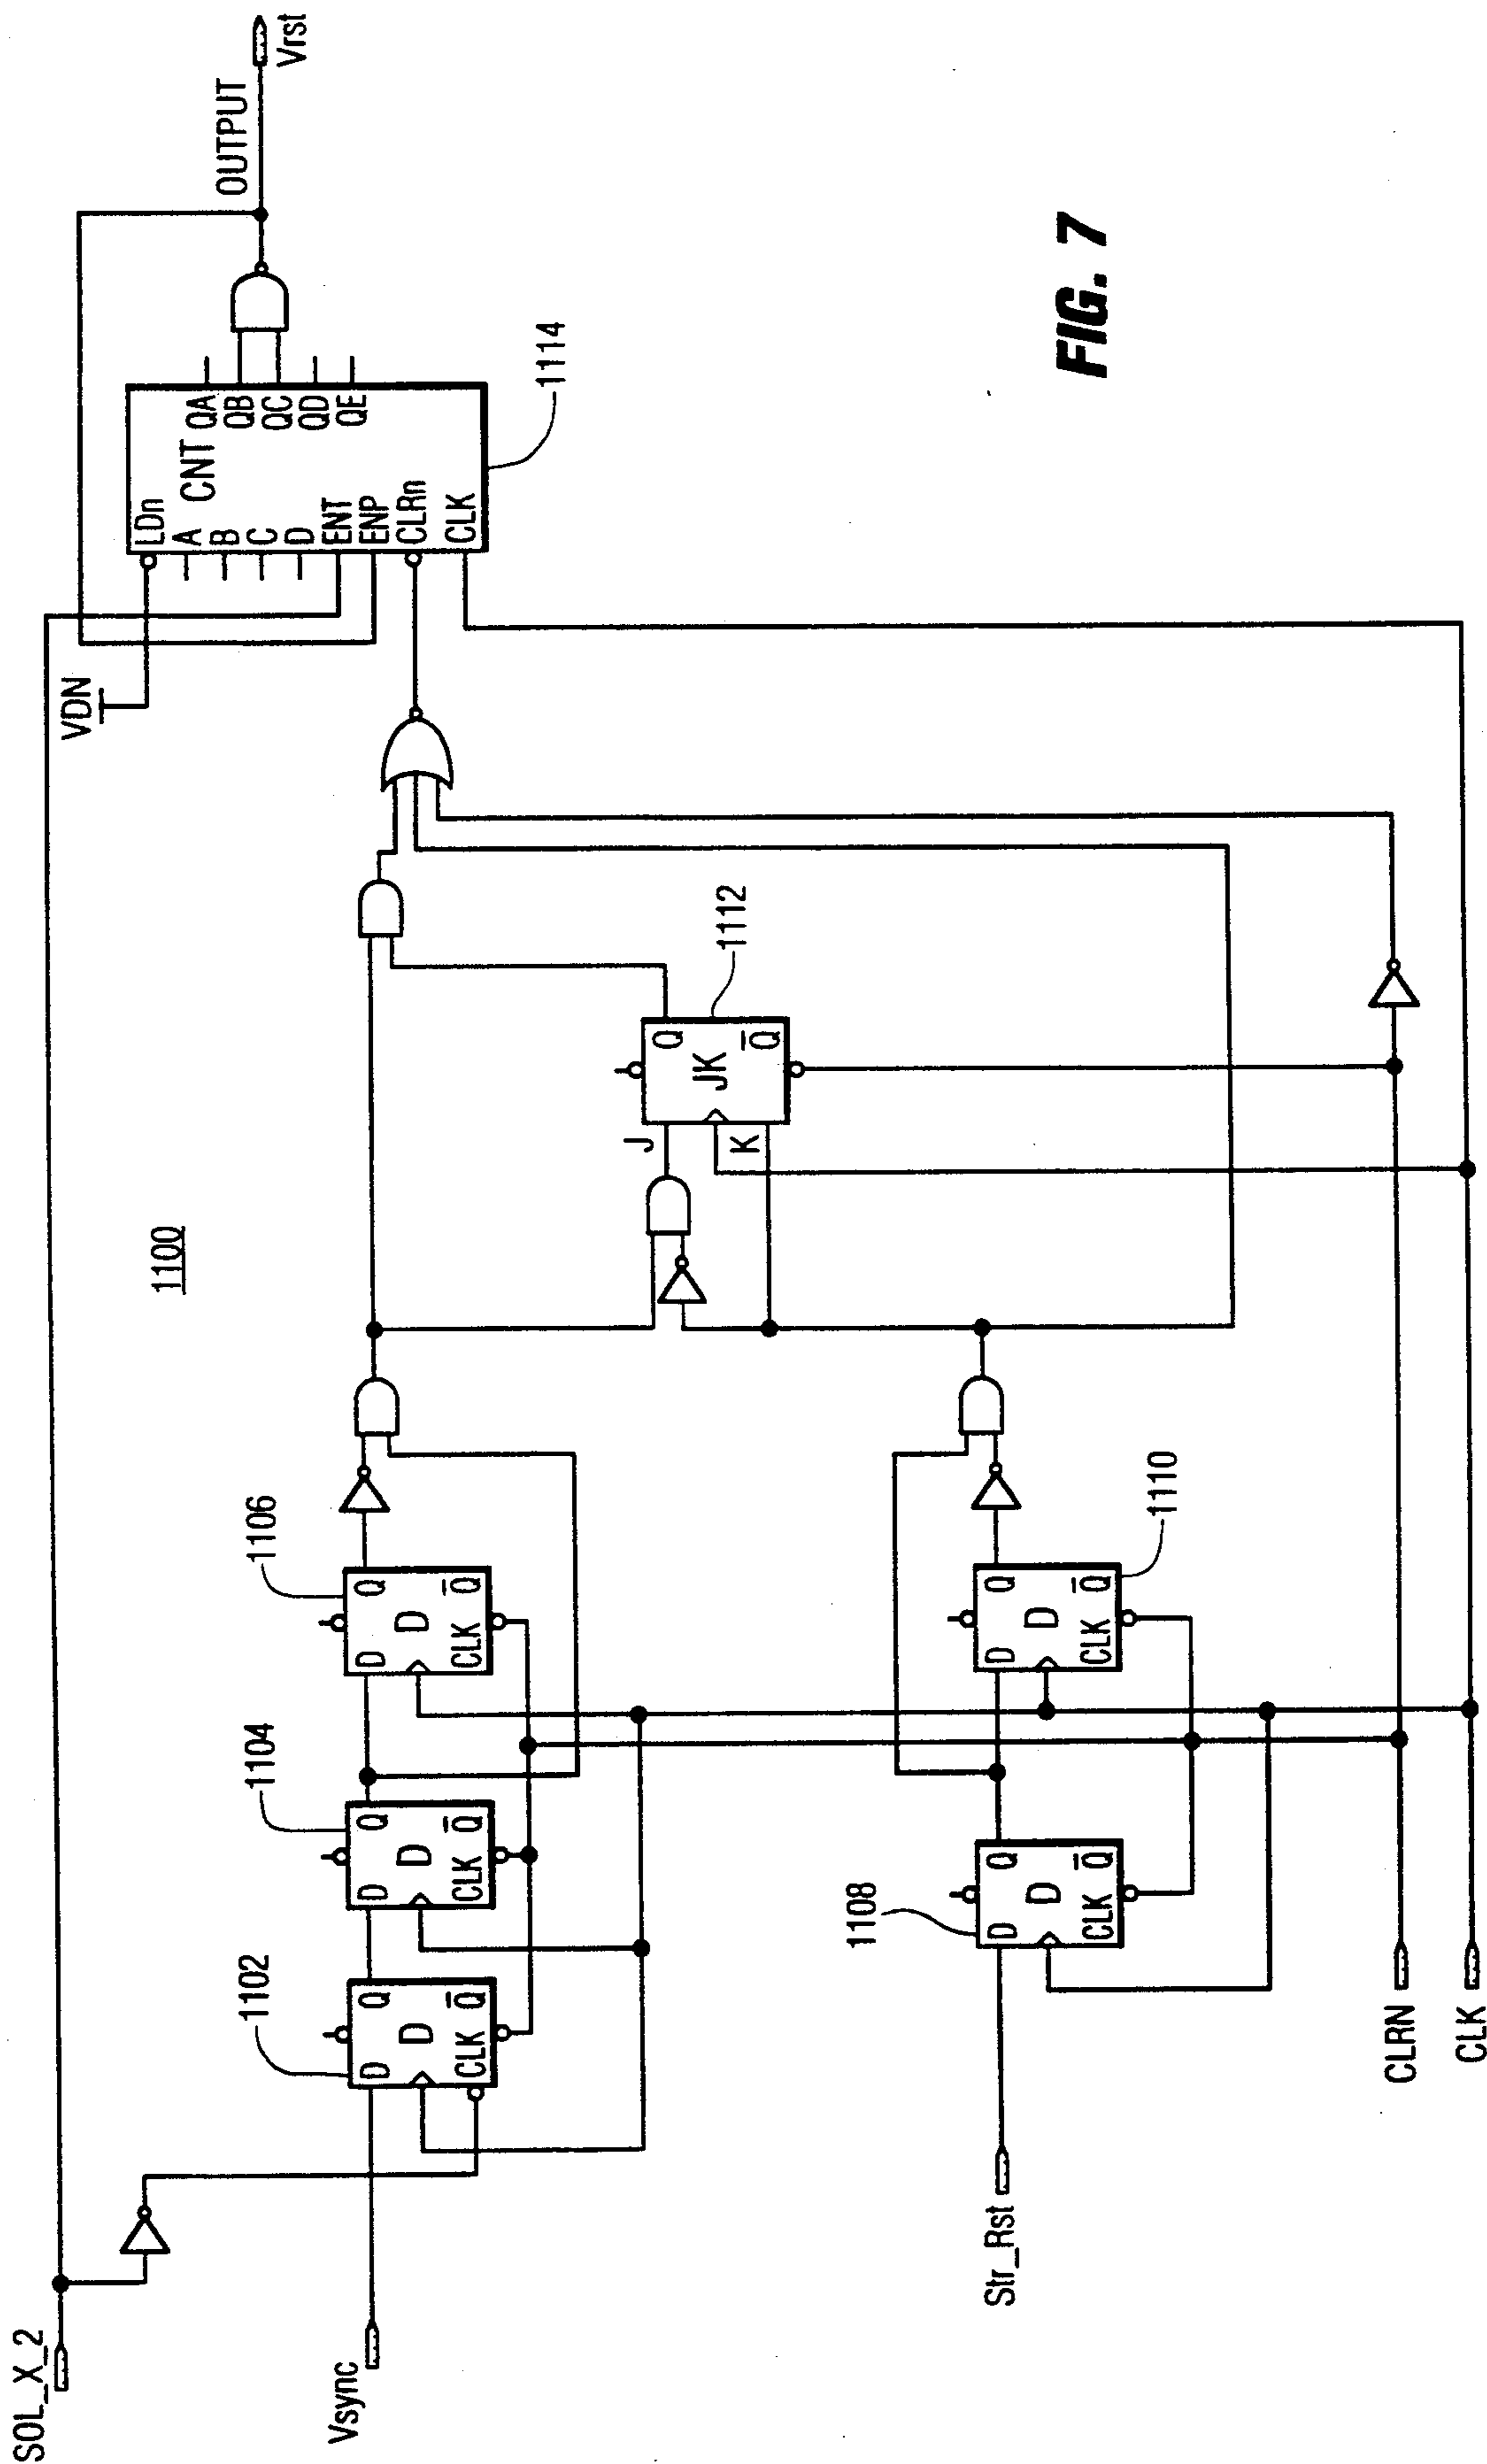 FIG. 7
1100
SOL_X_2
Vsync
Str_Rst
CLRN
CLK
1102
D
Q
D
Q
CLK
1104
D
Q
D
Q
CLK
1106
D
Q
D
Q
CLK
1108
D
Q
D
Q
CLK
1110
D
Q
D
Q
CLK
J
K
Q
JK
Q
1112
VDN
LDn
A
B
C
D
ENT
ENP
CLRn
CLK
CNT
QA
QB
QC
QD
QE
1114
OUTPUT
Vrst